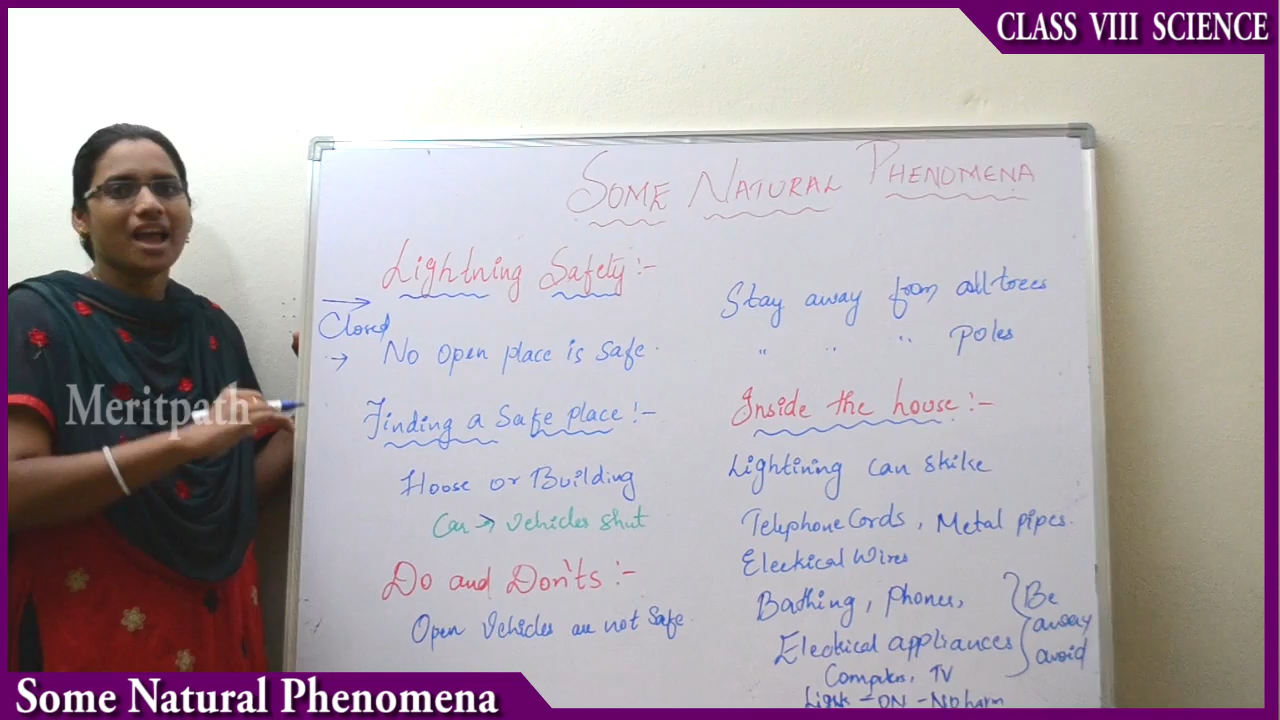 CLASS VIII SCIENCE
SOME NATURAL PHENOMENA
Lightning Safety :-
→ Closed
→ No Open place is safe.
Finding a Safe place :-
House or Building
Car → Vehicles shut
Do and Don'ts :-
Open Vehicles are not Safe.
Stay away from all trees
" " " poles
Inside the house :-
Lightining can strike
Telephone Cords, Metal pipes.
Electrical Wires
Bathing, Phones,
Electrical appliances
Computers, TV
Be away avoid
Light - ON - No harm
Meritpath
Some Natural Phenomena